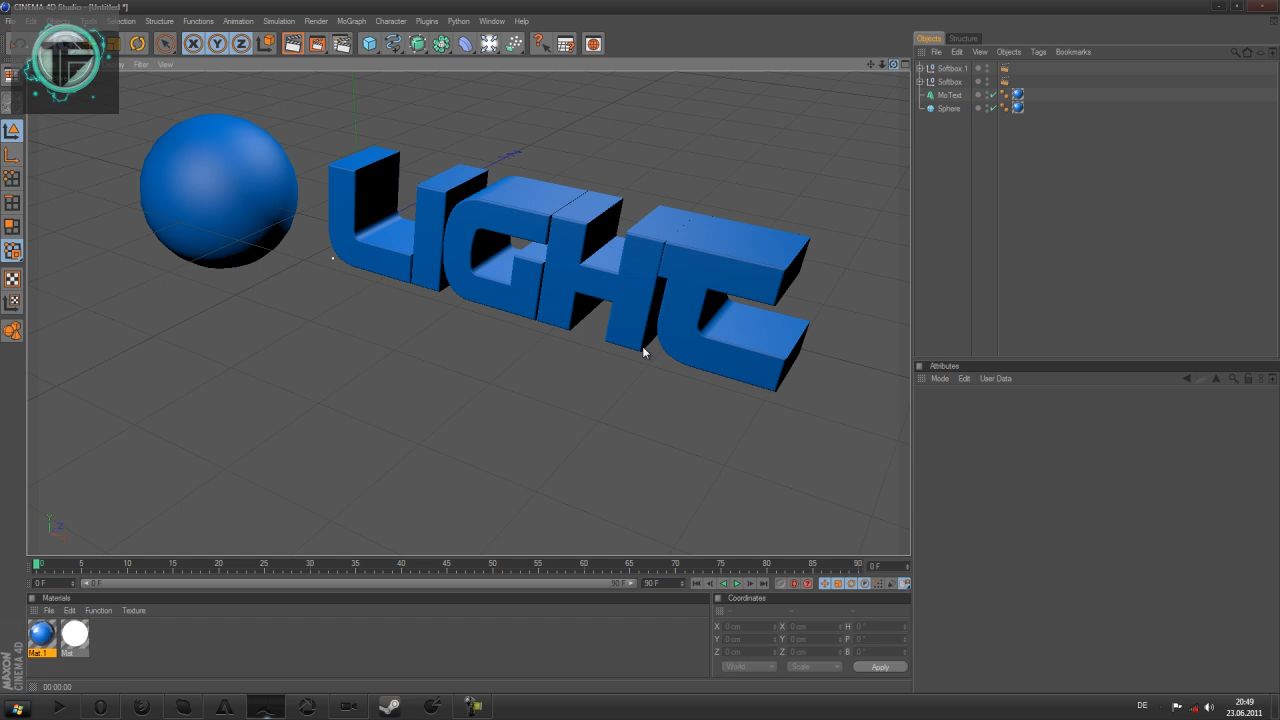 CINEMA 4D Studio - [Untitled *]
Selection Structure Functions Animation Simulation Render MoGraph Character Plugins Python Window Help
TF
Filter View
X Y Z
LIGHT
Y Z
0 5 10 15 20 25 30 35 40 45 50 55 60 65 70 75 80 85 90 0 F
0 F 0 F 90 F 90 F
Materials
File Edit Function Texture
Mat.1 Mat
MAXON
CINEMA 4D
00:00:00
Coordinates
-- -- --
X 0 cm X 0 cm H 0 °
Y 0 cm Y 0 cm P 0 °
Z 0 cm Z 0 cm B 0 °
World Scale Apply
Objects Structure
File Edit View Objects Tags Bookmarks
Softbox.1
Softbox
MoText
Sphere
Attributes
Mode Edit User Data
DE
20:49
23.06.2011